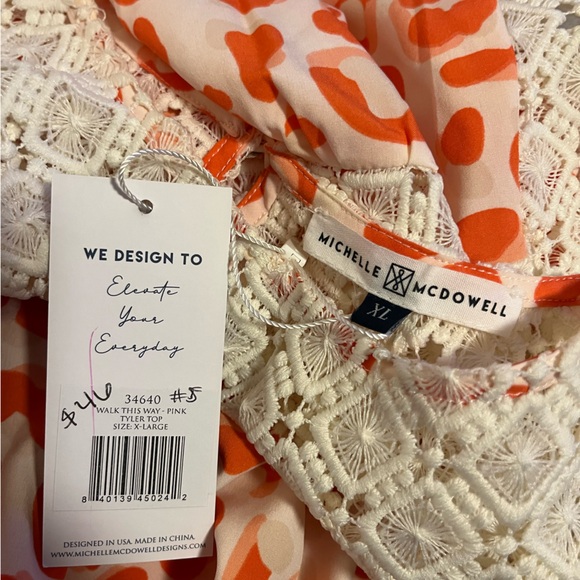 WE DESIGN TO
Elevate
Your
Everyday
$40
34640 #5
WALK THIS WAY - PINK
TYLER TOP
SIZE: X-LARGE
8 40139 45024 2
DESIGNED IN USA. MADE IN CHINA.
WWW.MICHELLEMCDOWELLDESIGNS.COM
MICHELLE MCDOWELL
XL